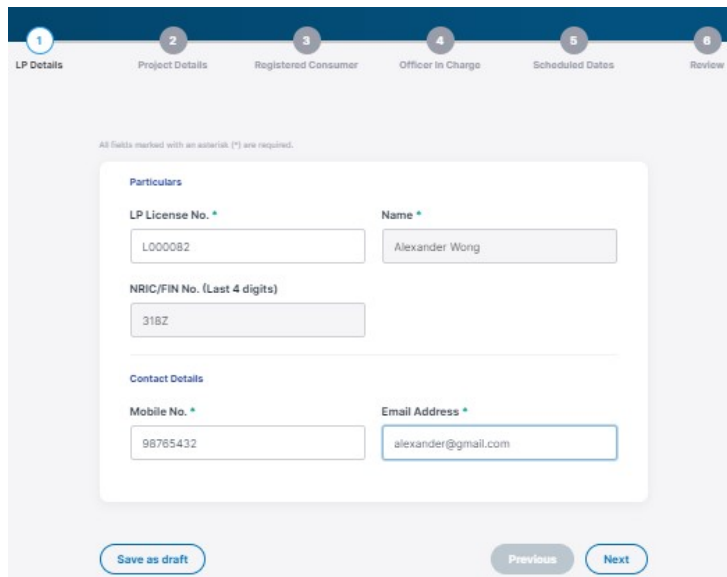 1 2 3 4 5 6
LP Details Project Details Registered Consumer Officer In Charge Scheduled Dates Review
All fields marked with an asterisk (*) are required.
Particulars
LP License No. * Name *
L000082 Alexander Wong
NRIC/FIN No. (Last 4 digits)
318Z
Contact Details
Mobile No. * Email Address *
98765432 alexander@gmail.com
Save as draft Previous Next